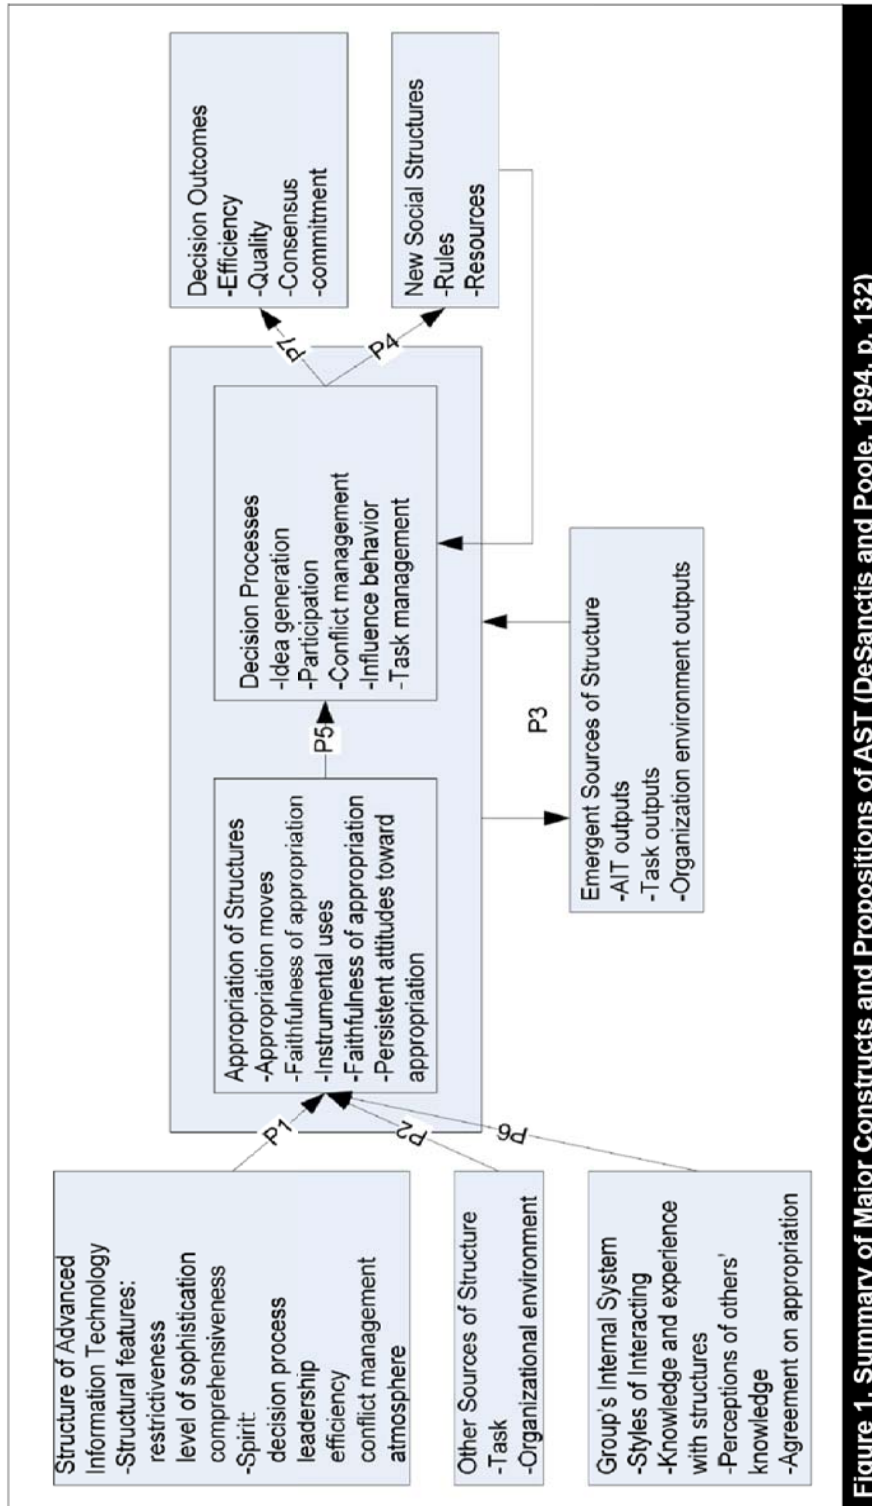 Structure of Advanced
Information Technology
-Structural features:
restrictiveness
level of sophistication
comprehensiveness
-Spirit:
decision process
leadership
efficiency
conflict management
atmosphere
Other Sources of Structure
-Task
-Organizational environment
Group's Internal System
-Styles of Interacting
-Knowledge and experience
with structures
-Perceptions of others'
knowledge
-Agreement on appropriation
P1
P2
P6
Appropriation of Structures
-Appropriation moves
-Faithfulness of appropriation
-Instrumental uses
-Faithfulness of appropriation
-Persistent attitudes toward
appropriation
P5
Decision Processes
-Idea generation
-Participation
-Conflict management
-Influence behavior
-Task management
P3
Emergent Sources of Structure
-AIT outputs
-Task outputs
-Organization environment outputs
P7
P4
Decision Outcomes
-Efficiency
-Quality
-Consensus
-commitment
New Social Structures
-Rules
-Resources
Figure 1. Summary of Major Constructs and Propositions of AST (DeSanctis and Poole, 1994, p. 132)